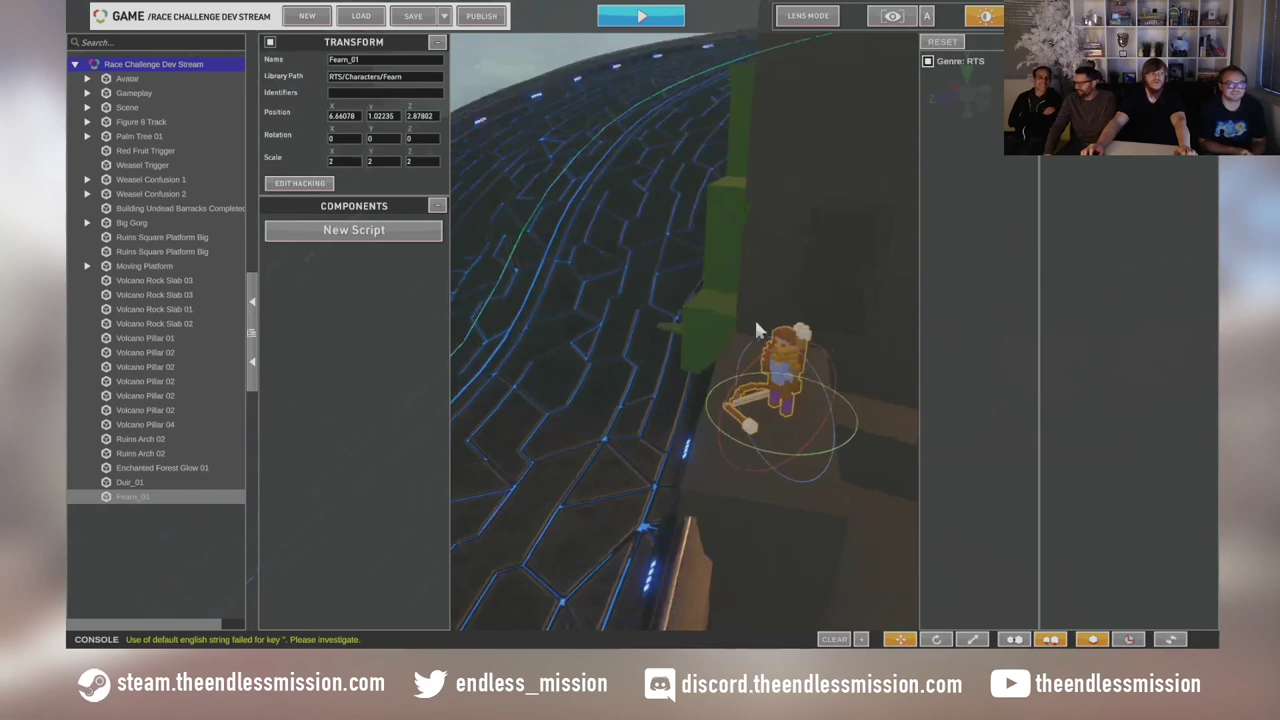 GAME /RACE CHALLENGE DEV STREAM
NEW
LOAD
SAVE
PUBLISH
LENS MODE
A
Search...
Race Challenge Dev Stream
Avatar
Gameplay
Scene
Figure 8 Track
Palm Tree 01
Red Fruit Trigger
Weasel Trigger
Weasel Confusion 1
Weasel Confusion 2
Building Undead Barracks Completed
Big Gorg
Ruins Square Platform Big
Ruins Square Platform Big
Moving Platform
Volcano Rock Slab 03
Volcano Rock Slab 03
Volcano Rock Slab 01
Volcano Rock Slab 02
Volcano Pillar 01
Volcano Pillar 02
Volcano Pillar 02
Volcano Pillar 02
Volcano Pillar 02
Volcano Pillar 02
Volcano Pillar 04
Ruins Arch 02
Ruins Arch 02
Enchanted Forest Glow 01
Duir_01
Fearn_01
TRANSFORM
Name Fearn_01
Library Path RTS/Characters/Fearn
Identifiers
X y Z
Position 6.66078 1.02235 2.87802
X Y Z
Rotation 0 0 0
X Y Z
Scale 2 2 2
EDIT HACKING
COMPONENTS
New Script
RESET
Genre: RTS
CONSOLE Use of default english string failed for key ''. Please investigate.
CLEAR +
steam.theendlessmission.com
endless_mission
discord.theendlessmission.com
theendlessmission